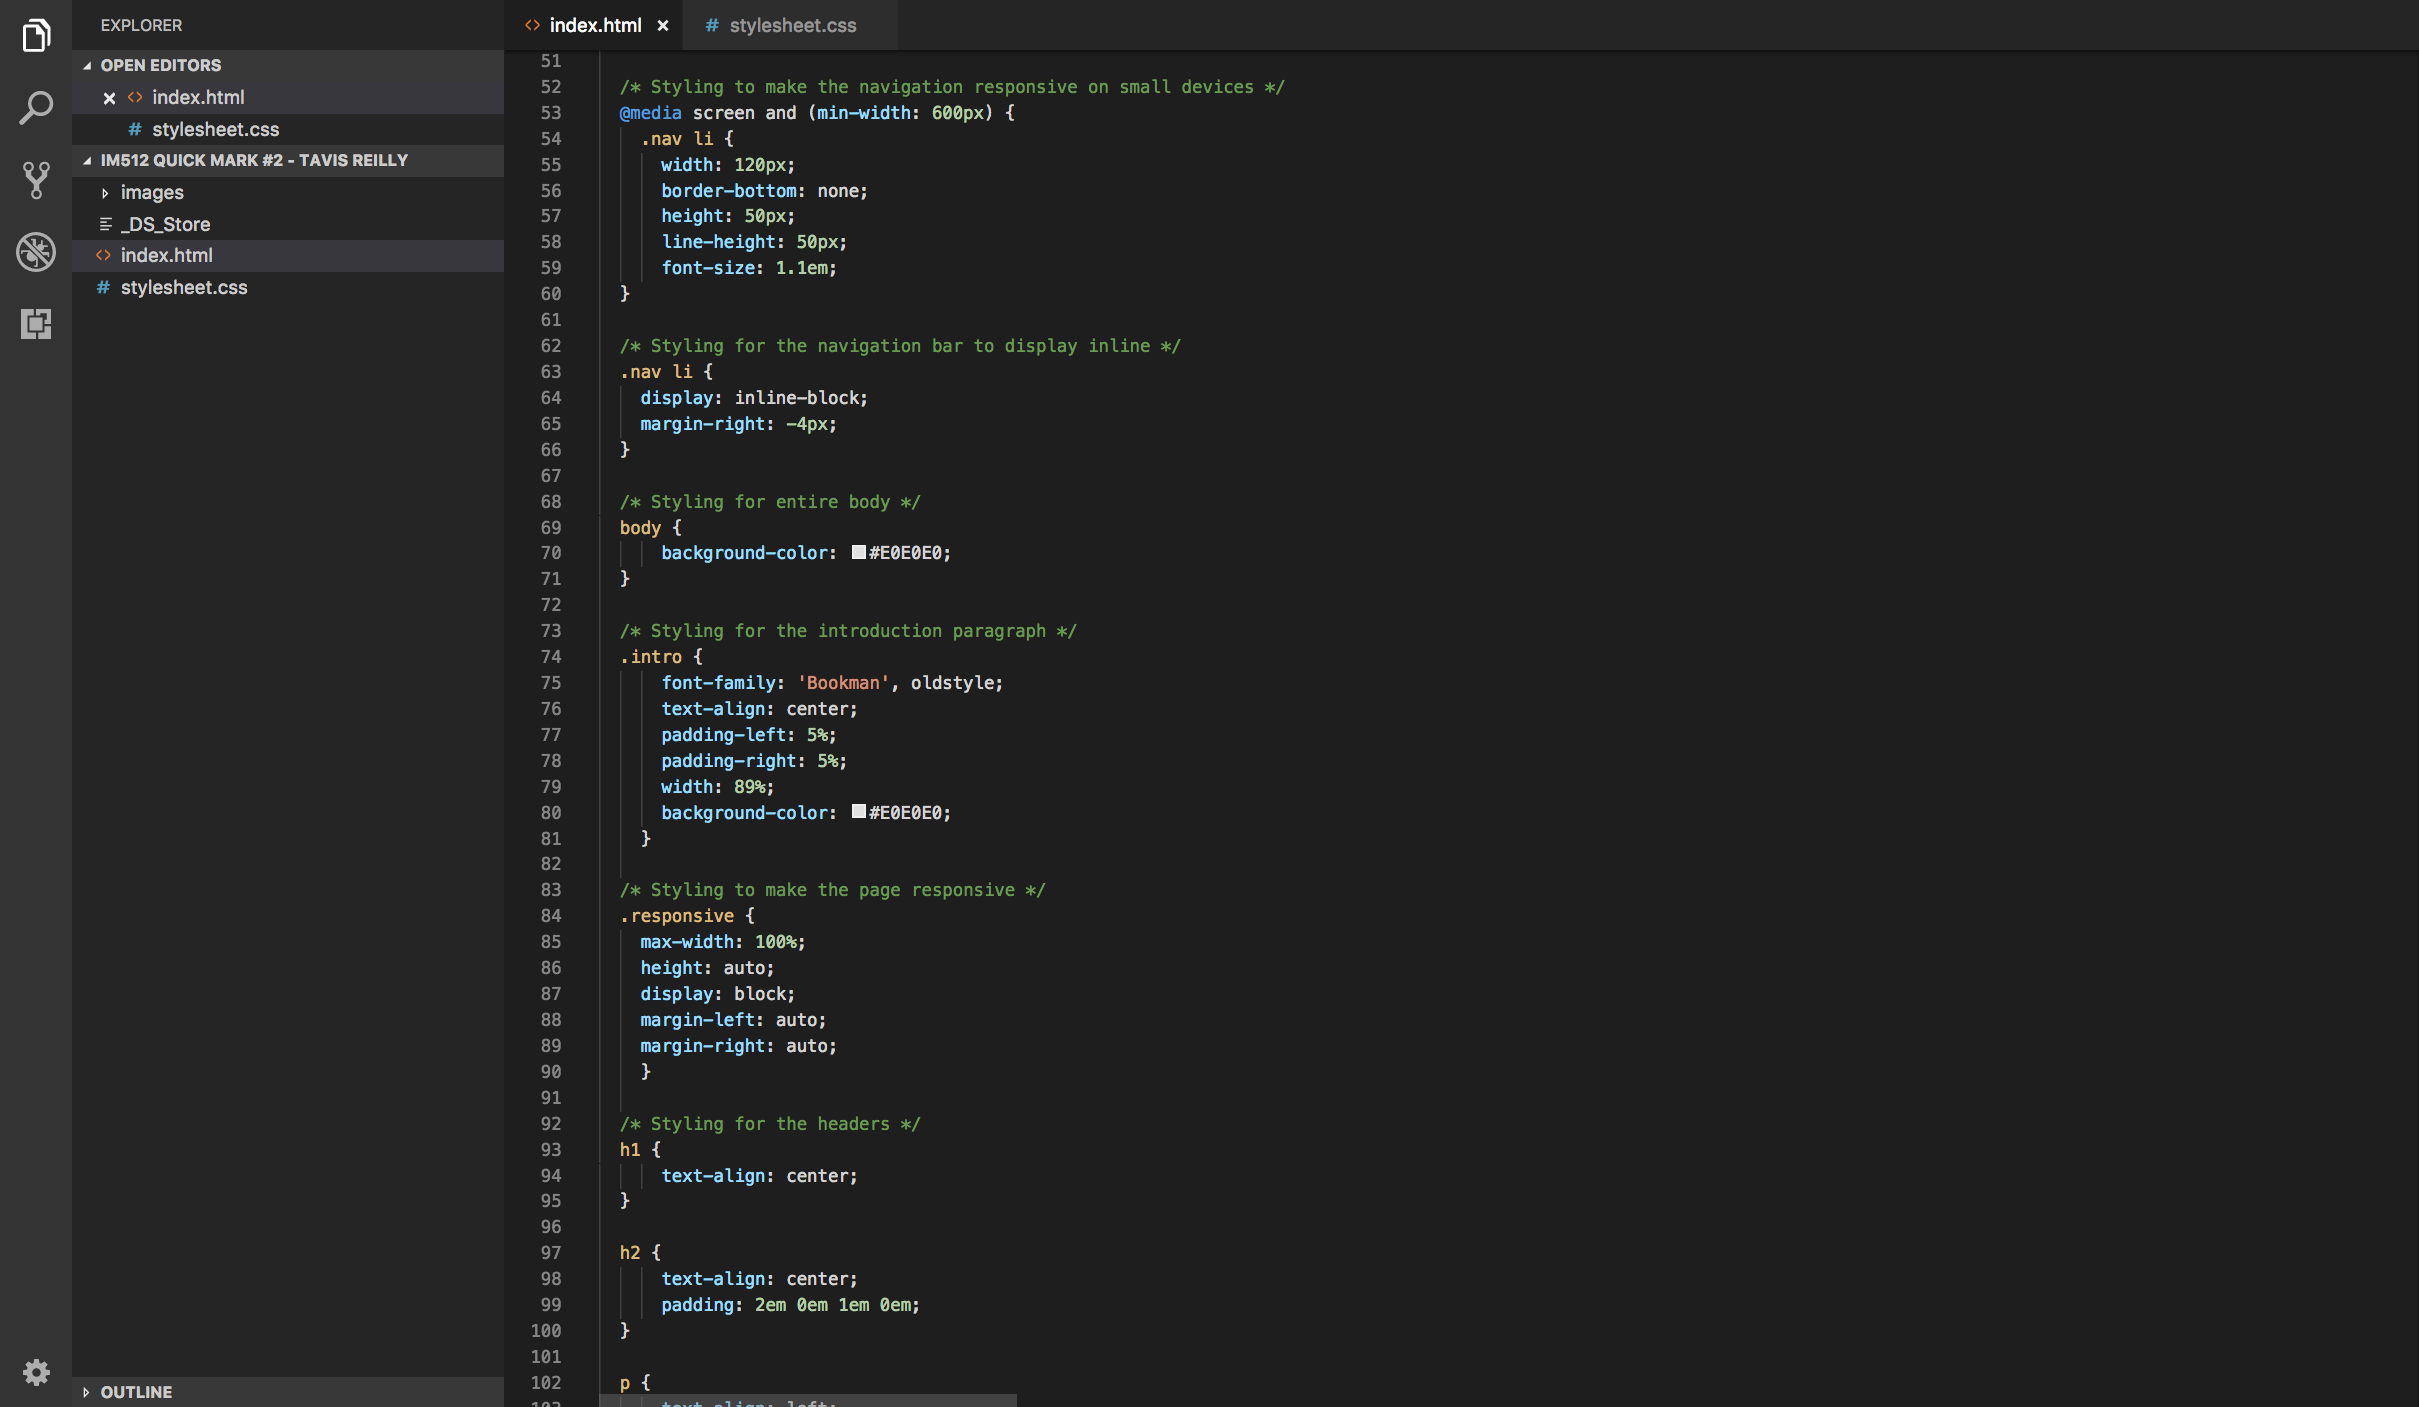 EXPLORER
OPEN EDITORS
index.html
stylesheet.css
IM512 QUICK MARK #2 - TAVIS REILLY
images
_DS_Store
index.html
stylesheet.css
OUTLINE
index.html
stylesheet.css
51
52 /* Styling to make the navigation responsive on small devices */
53 @media screen and (min-width: 600px) {
54 .nav li {
55 width: 120px;
56 border-bottom: none;
57 height: 50px;
58 line-height: 50px;
59 font-size: 1.1em;
60 }
61
62 /* Styling for the navigation bar to display inline */
63 .nav li {
64 display: inline-block;
65 margin-right: -4px;
66 }
67
68 /* Styling for entire body */
69 body {
70 background-color: #E0E0E0;
71 }
72
73 /* Styling for the introduction paragraph */
74 .intro {
75 font-family: 'Bookman', oldstyle;
76 text-align: center;
77 padding-left: 5%;
78 padding-right: 5%;
79 width: 89%;
80 background-color: #E0E0E0;
81 }
82
83 /* Styling to make the page responsive */
84 .responsive {
85 max-width: 100%;
86 height: auto;
87 display: block;
88 margin-left: auto;
89 margin-right: auto;
90 }
91
92 /* Styling for the headers */
93 h1 {
94 text-align: center;
95 }
96
97 h2 {
98 text-align: center;
99 padding: 2em 0em 1em 0em;
100 }
101
102 p {
103 text-align: left;